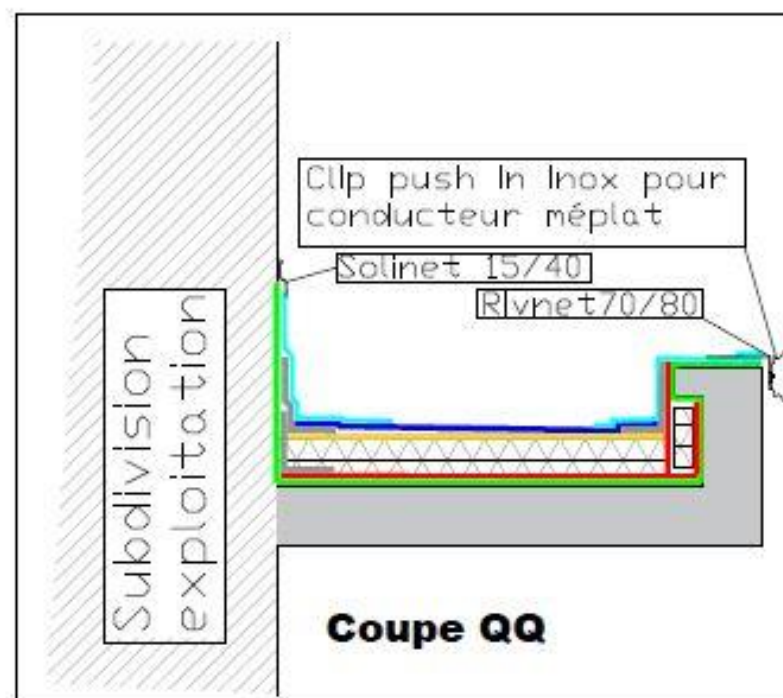 Clip push In Inox pour
conducteur méplat
Solinet 15/40
Rivnet70/80
Subdivision
exploitation
Coupe QQ